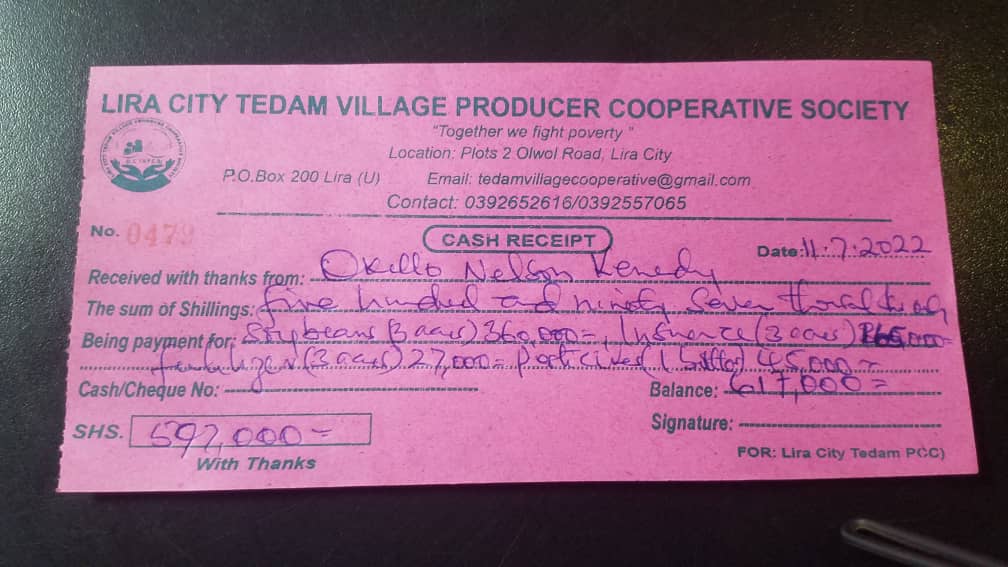 LIRA CITY TEDAM VILLAGE PRODUCER COOPERATIVE SOCIETY
"Together we fight poverty "
Location: Plots 2 Olwol Road, Lira City
P.O.Box 200 Lira (U) Email: tedamvillagecooperative@gmail.com
Contact: 0392652616/0392557065
No. 0479 CASH RECEIPT Date: 11.7.2022
Received with thanks from: Okello Nelson Kenedy
The sum of Shillings: five hundred and ninety seven thousand
Being payment for: Soyabeans (3 acres) 360,000= Insurance (3 acres) 165,000=
(3 acres) 27,000= Pesticides (1 bottle) 45,000=
Cash/Cheque No: Balance: 617,000=
SHS. 597,000= Signature:
With Thanks FOR: Lira City Tedam PCC)